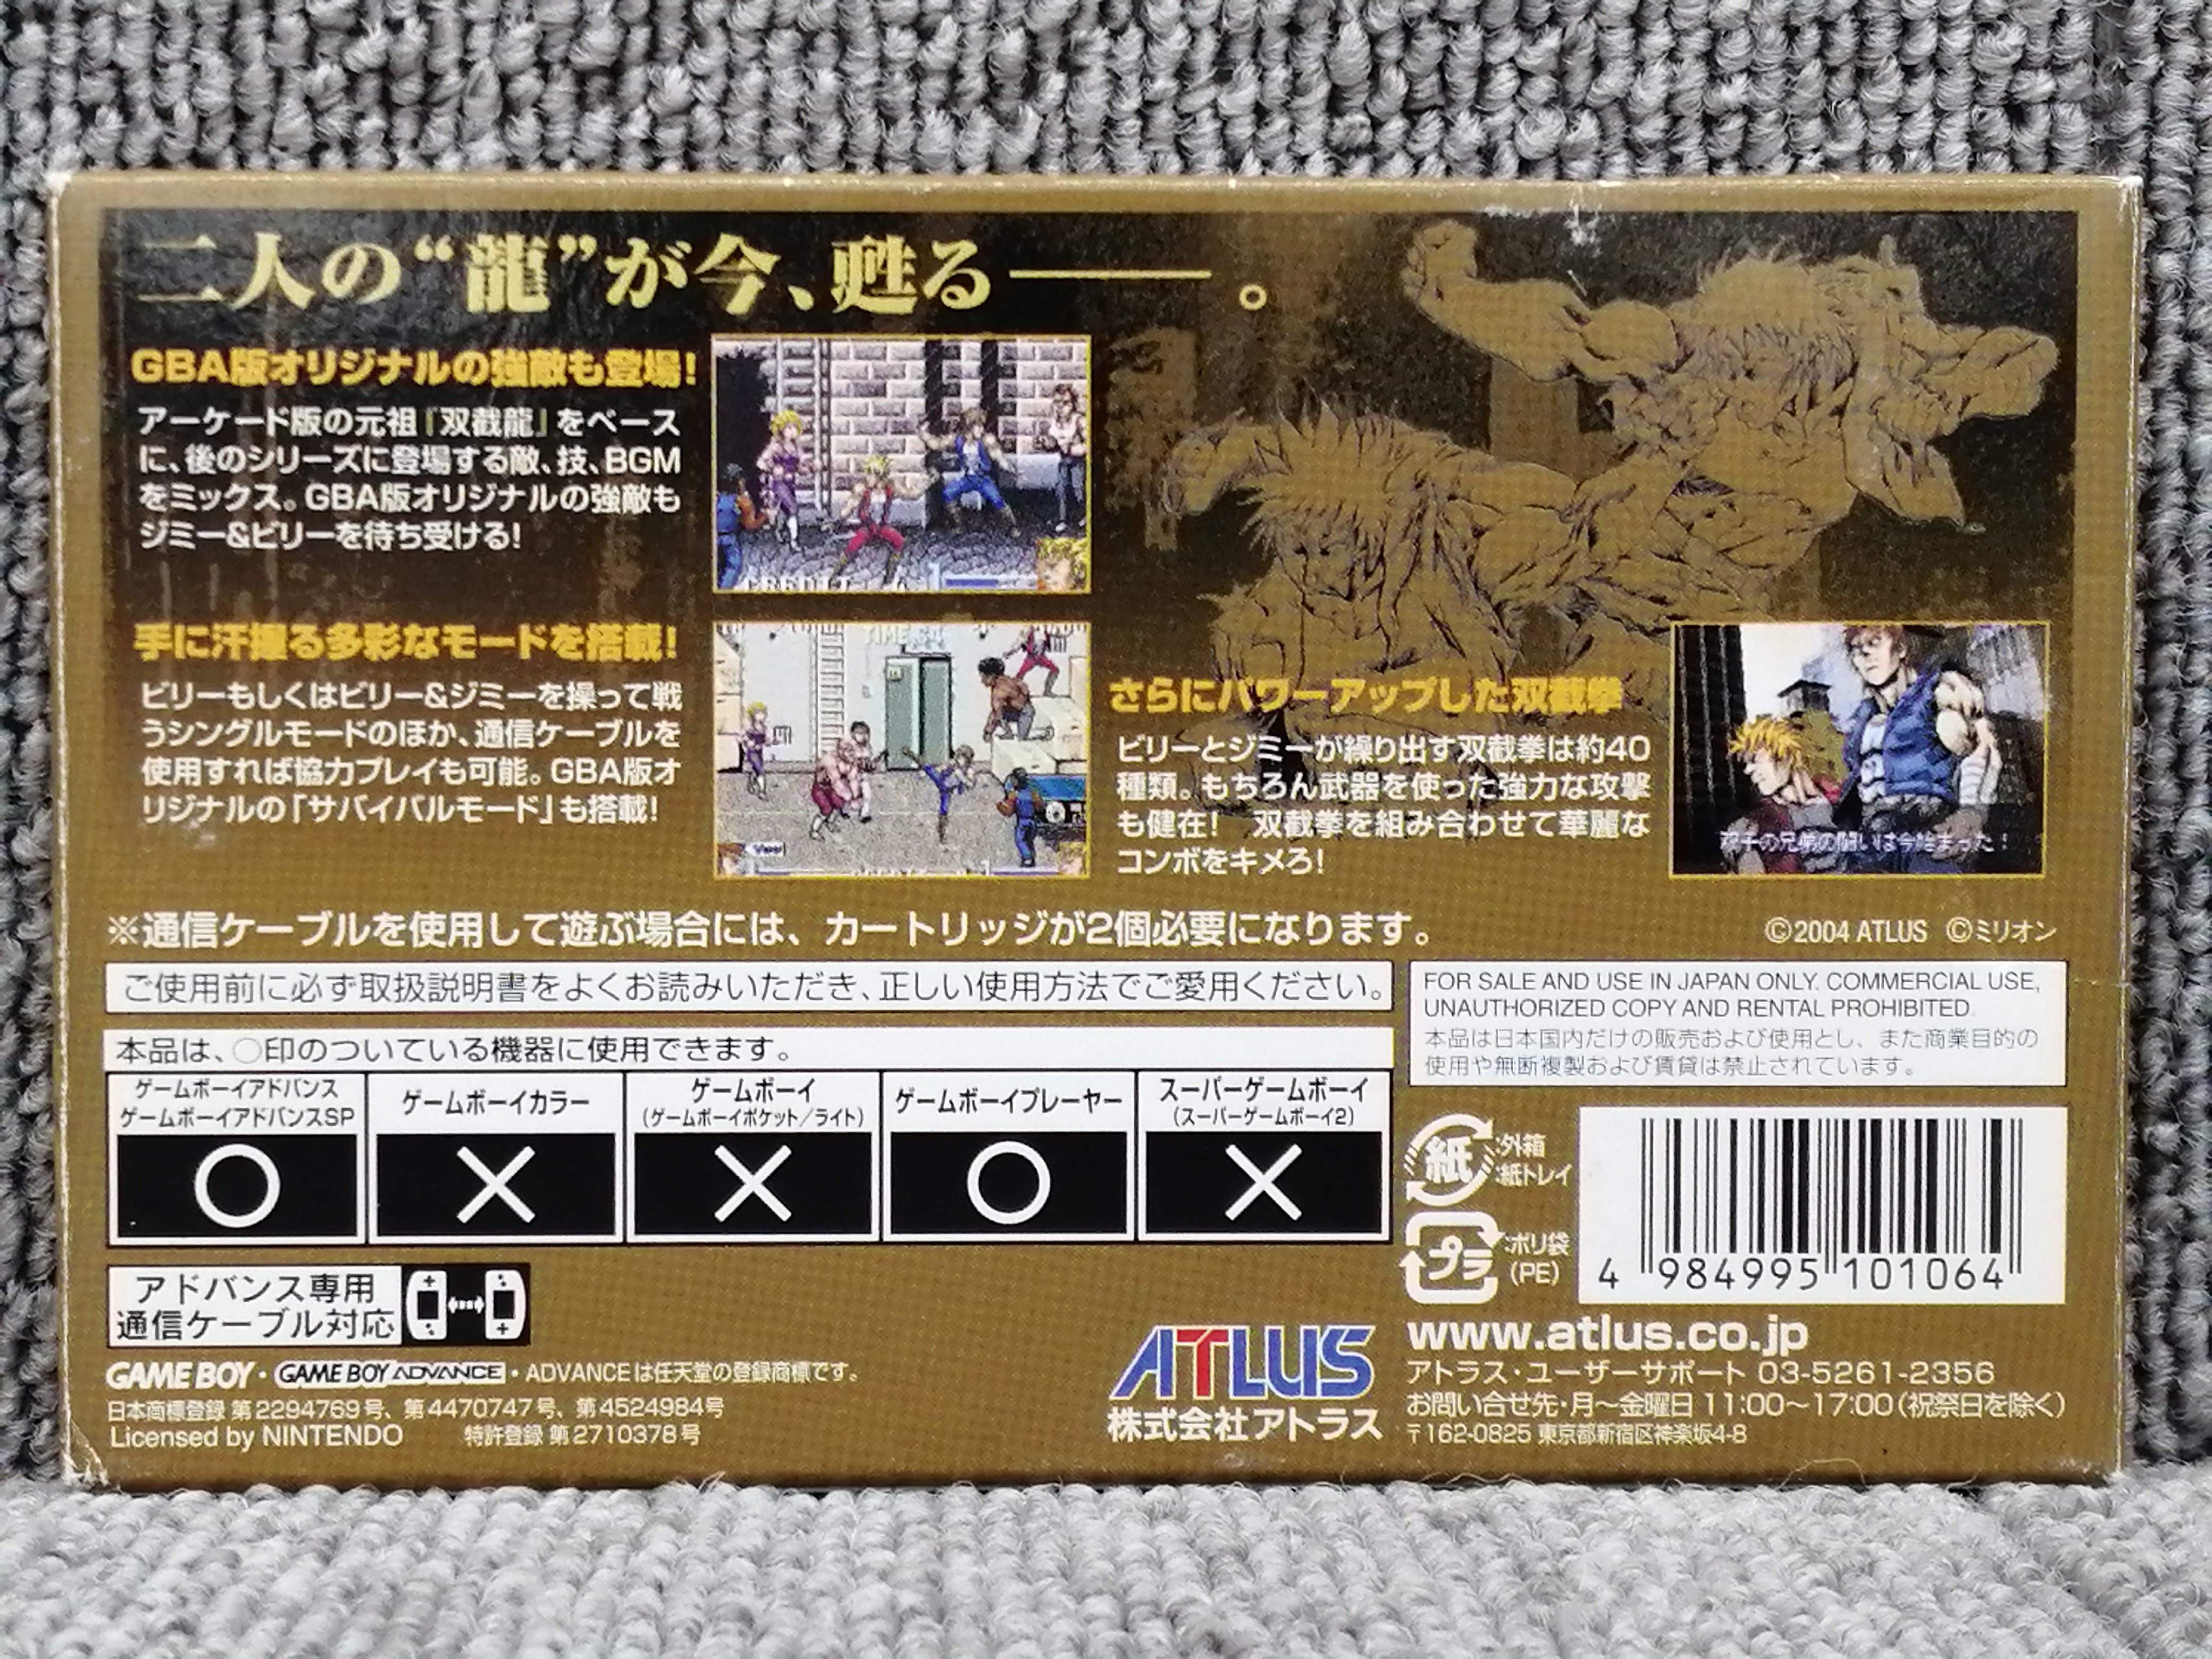 二人の“龍”が今、甦る――。
GBA版オリジナルの強敵も登場!
アーケード版の元祖『双截龍』をベース
に、後のシリーズに登場する敵、技、BGM
をミックス。GBA版オリジナルの強敵も
ジミー&ビリーを待ち受ける!
手に汗握る多彩なモードを搭載!
ビリーもしくはビリー&ジミーを操って戦
うシングルモードのほか、通信ケーブルを
使用すれば協力プレイも可能。GBA版オ
リジナルの「サバイバルモード」も搭載!
さらにパワーアップした双截拳
ビリーとジミーが繰り出す双截拳は約40
種類。もちろん武器を使った強力な攻撃
も健在! 双截拳を組み合わせて華麗な
コンボをキメろ!
双子の兄弟の闘いは今始まった!
※通信ケーブルを使用して遊ぶ場合には、カートリッジが2個必要になります。
©2004 ATLUS ©ミリオン
ご使用前に必ず取扱説明書をよくお読みいただき、正しい使用方法でご愛用ください。
FOR SALE AND USE IN JAPAN ONLY. COMMERCIAL USE,
UNAUTHORIZED COPY AND RENTAL PROHIBITED.
本品は日本国内だけの販売および使用とし、また商業目的の
使用や無断複製および賃貸は禁止されています。
本品は、○印のついている機器に使用できます。
ゲームボーイアドバンス
ゲームボーイアドバンスSP
ゲームボーイカラー
ゲームボーイ
(ゲームボーイポケット/ライト)
ゲームボーイプレーヤー
スーパーゲームボーイ
(スーパーゲームボーイ2)
○ × × ○ ×
紙 :外箱
:紙トレイ
プラ :ポリ袋
(PE)
4 984995 101064
アドバンス専用
通信ケーブル対応
GAME BOY・GAME BOY ADVANCE・ADVANCEは任天堂の登録商標です。
日本商標登録 第2294769号、第4470747号、第4524984号
Licensed by NINTENDO 特許登録 第2710378号
ATLUS
株式会社アトラス
www.atlus.co.jp
アトラス・ユーザーサポート 03-5261-2356
お問い合せ先・月~金曜日 11:00~17:00(祝祭日を除く)
〒162-0825 東京都新宿区神楽坂4-8